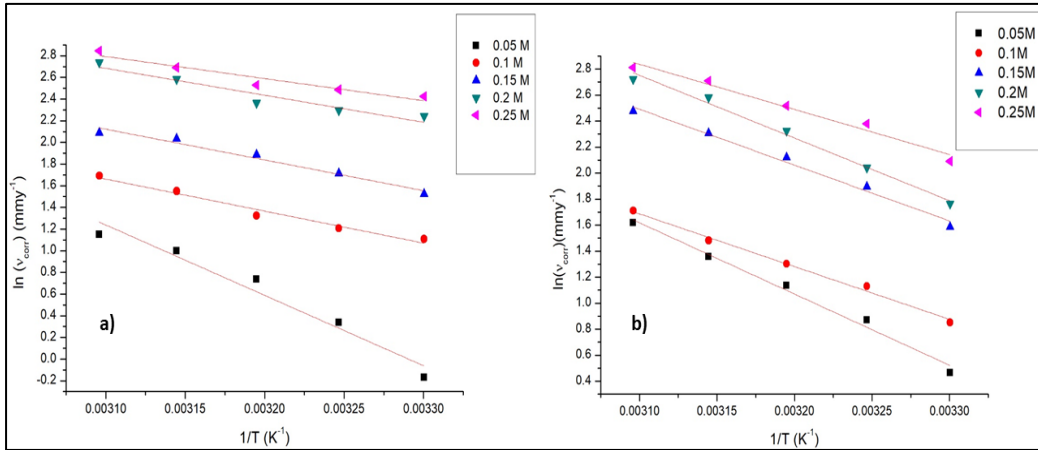 0.05 M
0.1 M
0.15 M
0.2 M
0.25 M
2.8
2.6
2.4
2.2
2.0
1.8
1.6
1.4
1.2
1.0
0.8
0.6
0.4
0.2
0.0
-0.2
ln (νcorr) (mmy-1)
a)
0.00310 0.00315 0.00320 0.00325 0.00330
1/T (K-1)
0.05M
0.1M
0.15M
0.2M
0.25M
2.8
2.6
2.4
2.2
2.0
1.8
1.6
1.4
1.2
1.0
0.8
0.6
0.4
ln(νcorr)(mmy-1)
b)
0.00310 0.00315 0.00320 0.00325 0.00330
1/T (K-1)